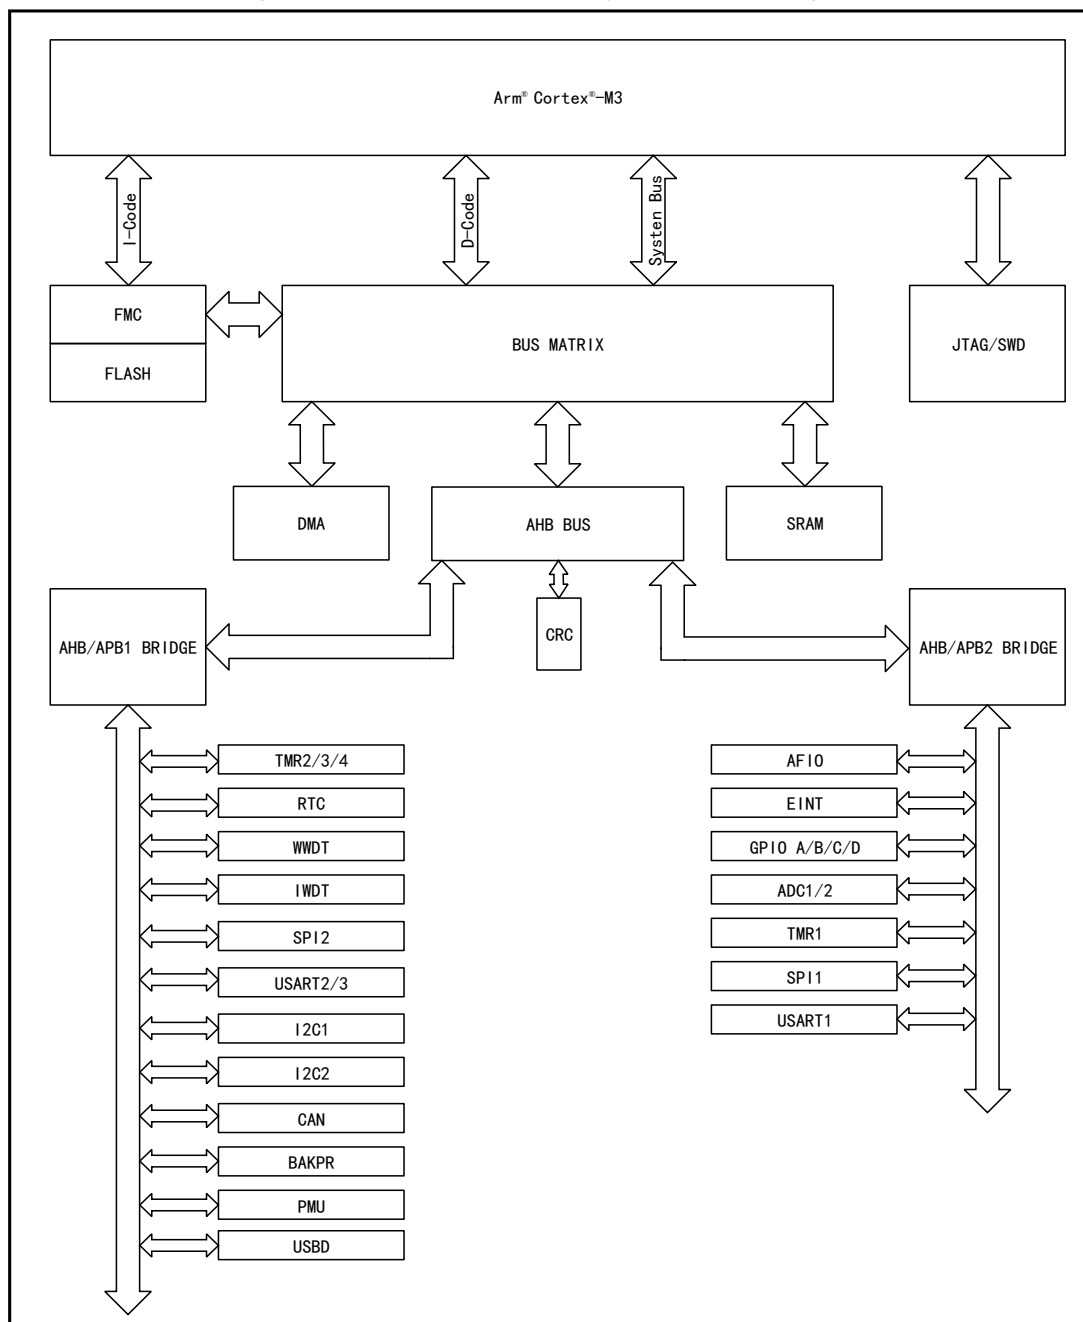 Arm® Cortex®-M3
I-Code
D-Code
Systen Bus
FMC
FLASH
BUS MATRIX
JTAG/SWD
DMA
AHB BUS
SRAM
AHB/APB1 BRIDGE
CRC
AHB/APB2 BRIDGE
TMR2/3/4
RTC
WWDT
IWDT
SPI2
USART2/3
I2C1
I2C2
CAN
BAKPR
PMU
USBD
AFIO
EINT
GPIO A/B/C/D
ADC1/2
TMR1
SPI1
USART1